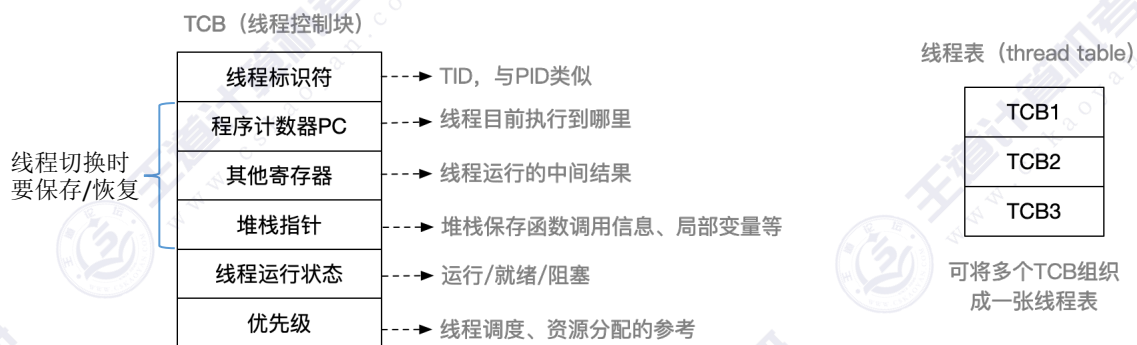 TCB（线程控制块）
线程标识符
TID，与PID类似
程序计数器PC
线程目前执行到哪里
其他寄存器
线程运行的中间结果
堆栈指针
堆栈保存函数调用信息、局部变量等
线程运行状态
运行/就绪/阻塞
优先级
线程调度、资源分配的参考
线程切换时
要保存/恢复
线程表（thread table）
TCB1
TCB2
TCB3
可将多个TCB组织
成一张线程表